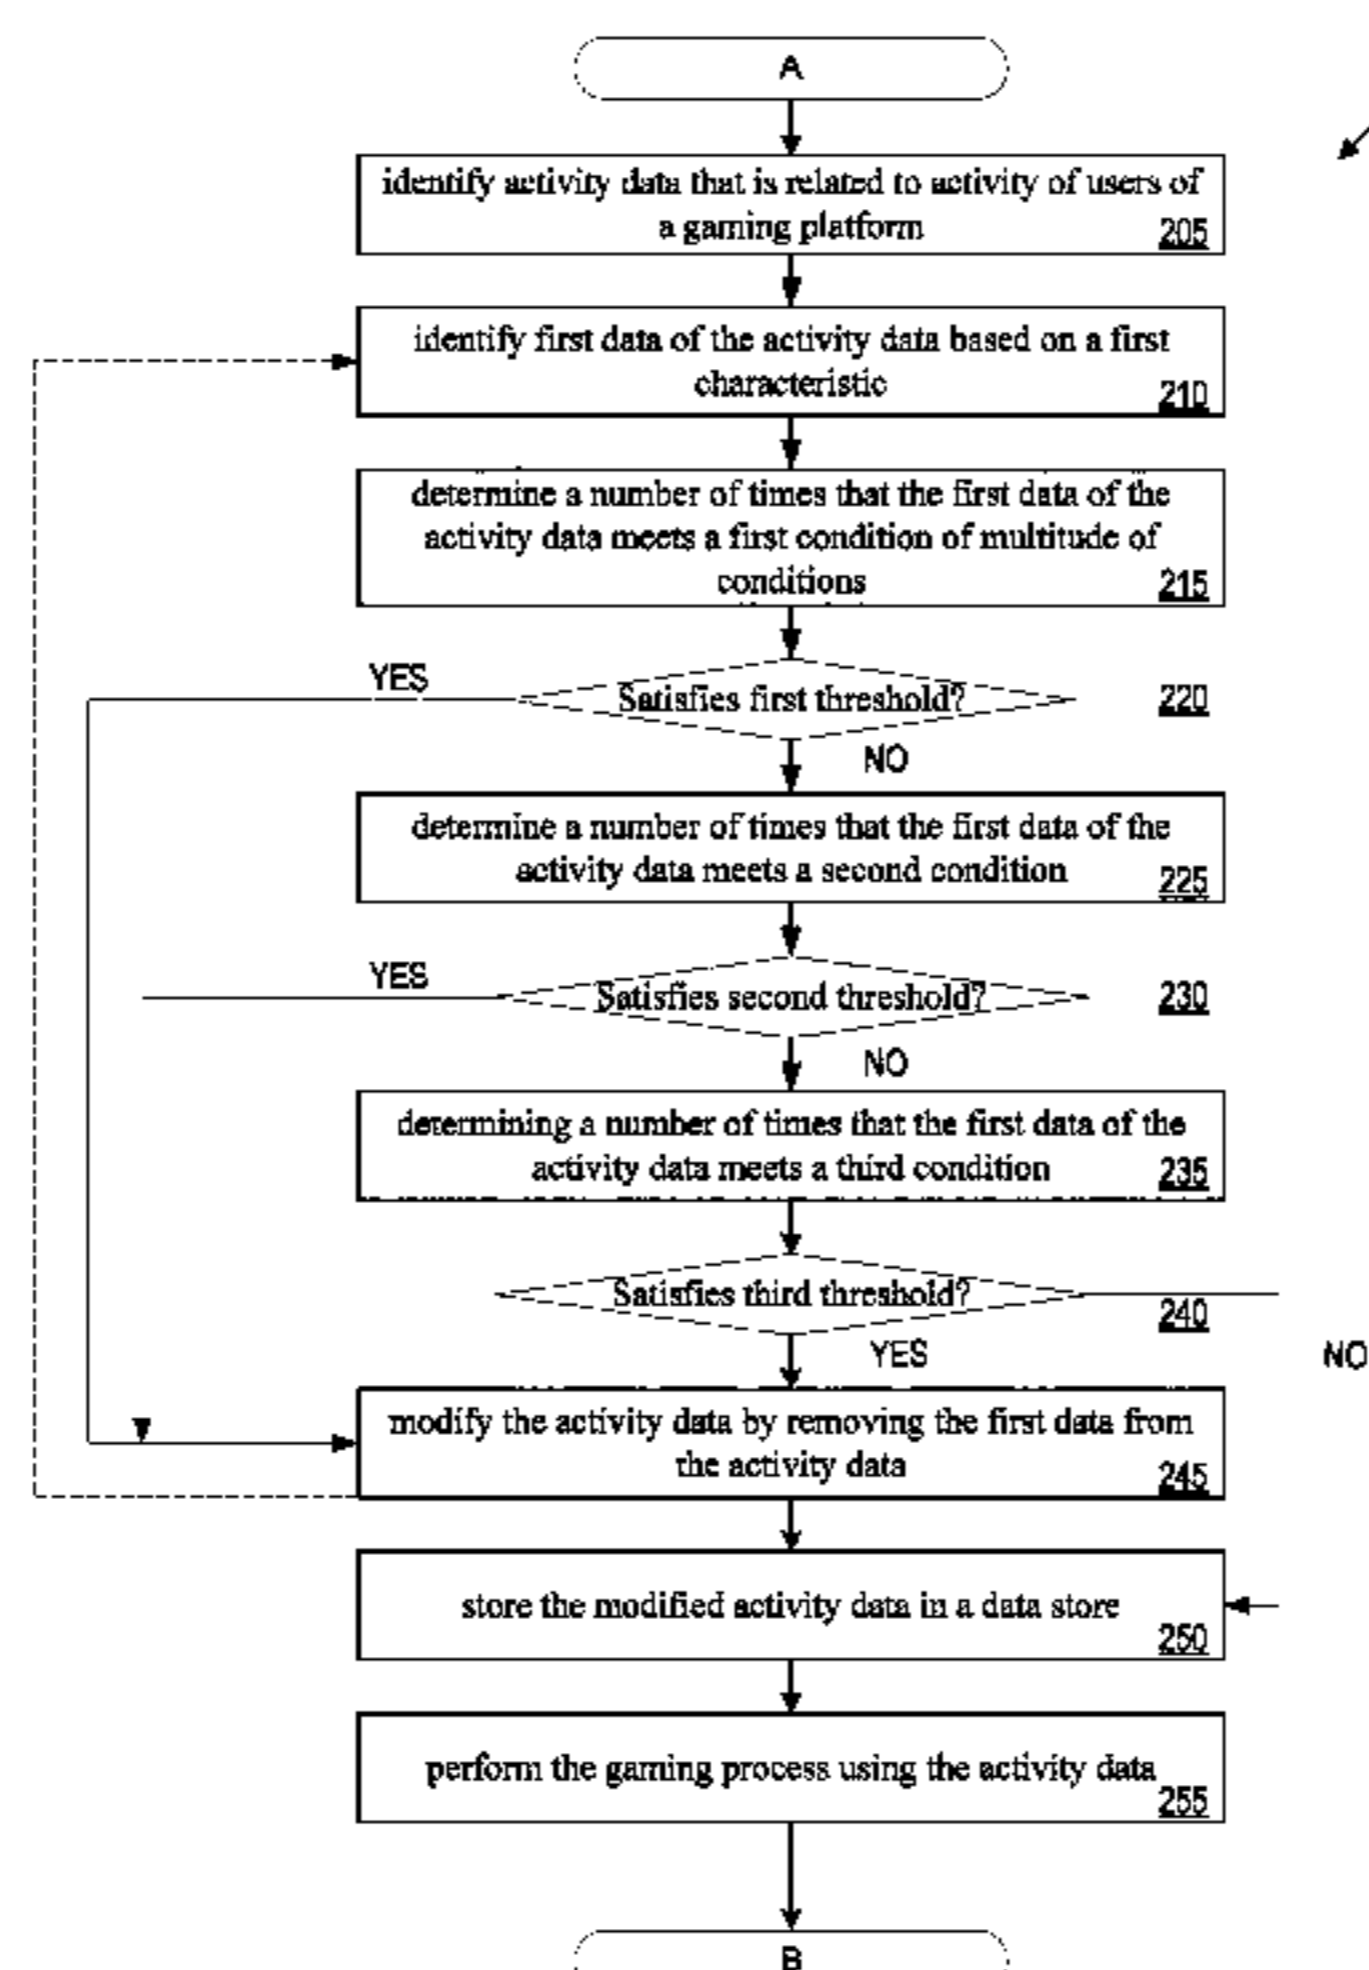 A
identify activity data that is related to activity of users of
a gaming platform
205
identify first data of the activity data based on a first
characteristic
210
determine a number of times that the first data of the
activity data meets a first condition of multitude of
conditions
215
YES
Satisfies first threshold?
220
NO
determine a number of times that the first data of the
activity data meets a second condition
225
YES
Satisfies second threshold?
230
NO
determining a number of times that the first data of the
activity data meets a third condition
235
Satisfies third threshold?
240
YES
NO
modify the activity data by removing the first data from
the activity data
245
store the modified activity data in a data store
250
perform the gaming process using the activity data
255
B